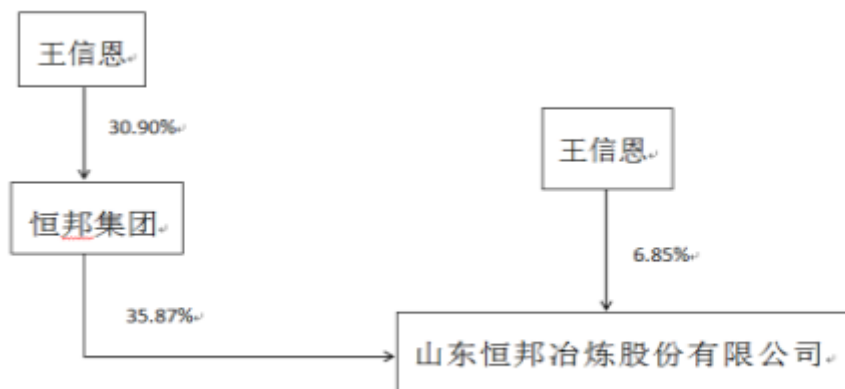 王信恩
30.90%
王信恩
恒邦集团
6.85%
35.87%
山东恒邦冶炼股份有限公司